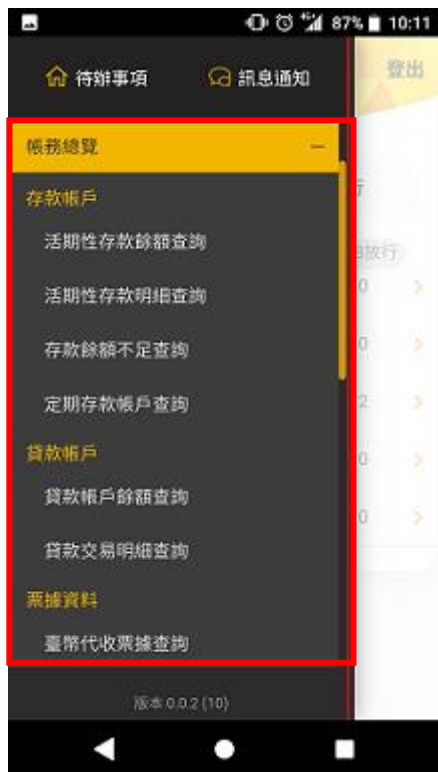 87% 10:11
待辦事項 訊息通知
登出
帳務總覽
存款帳戶
活期性存款餘額查詢
活期性存款明細查詢
存款餘額不足查詢
定期存款帳戶查詢
貸款帳戶
貸款帳戶餘額查詢
貸款交易明細查詢
票據資料
臺幣代收票據查詢
版本 0.0.2 (10)